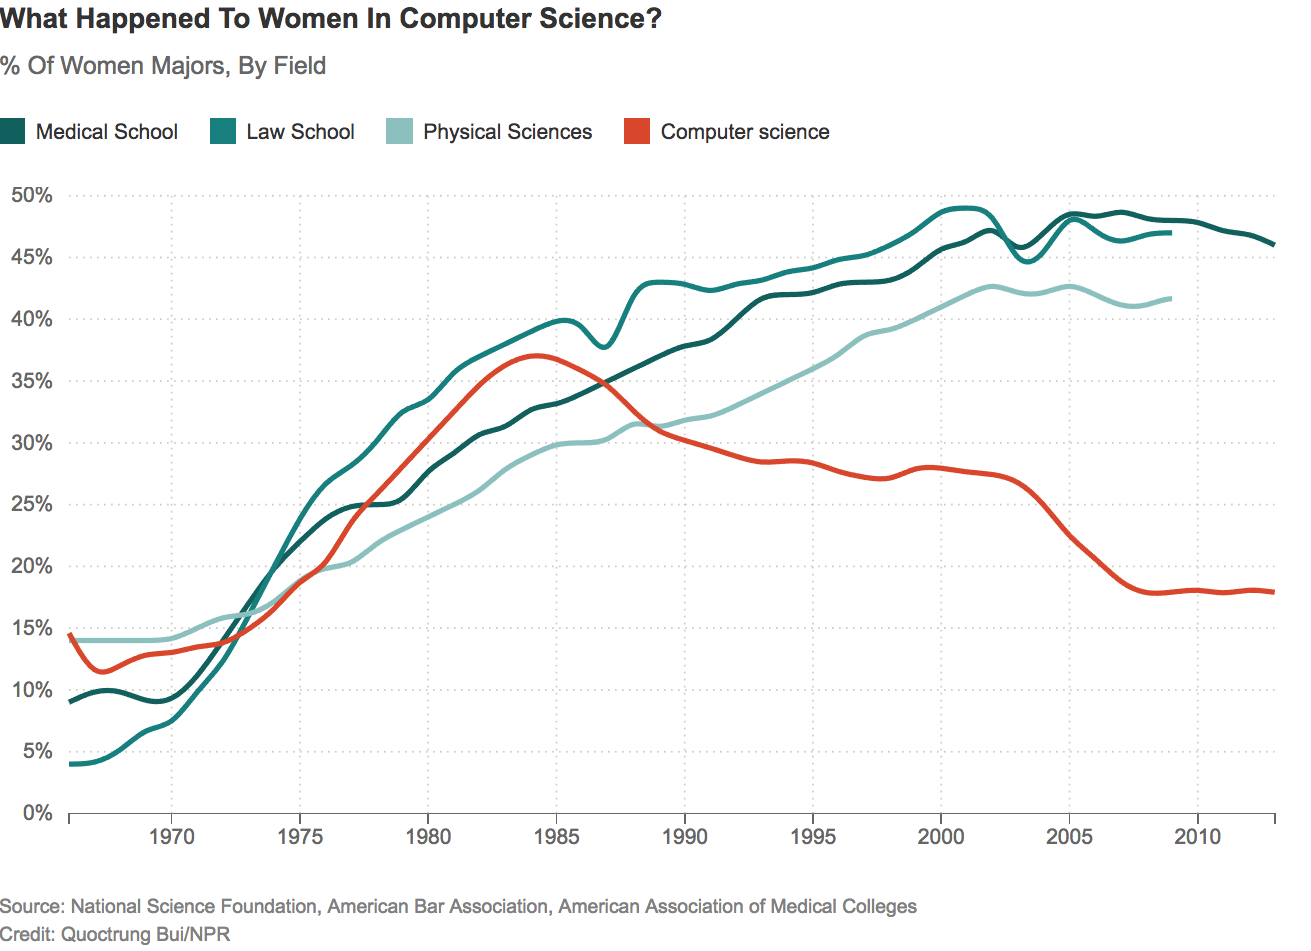 What Happened To Women In Computer Science?
% Of Women Majors, By Field
Medical School Law School Physical Sciences Computer science
50%
45%
40%
35%
30%
25%
20%
15%
10%
5%
0%
1970 1975 1980 1985 1990 1995 2000 2005 2010
Source: National Science Foundation, American Bar Association, American Association of Medical Colleges
Credit: Quoctrung Bui/NPR